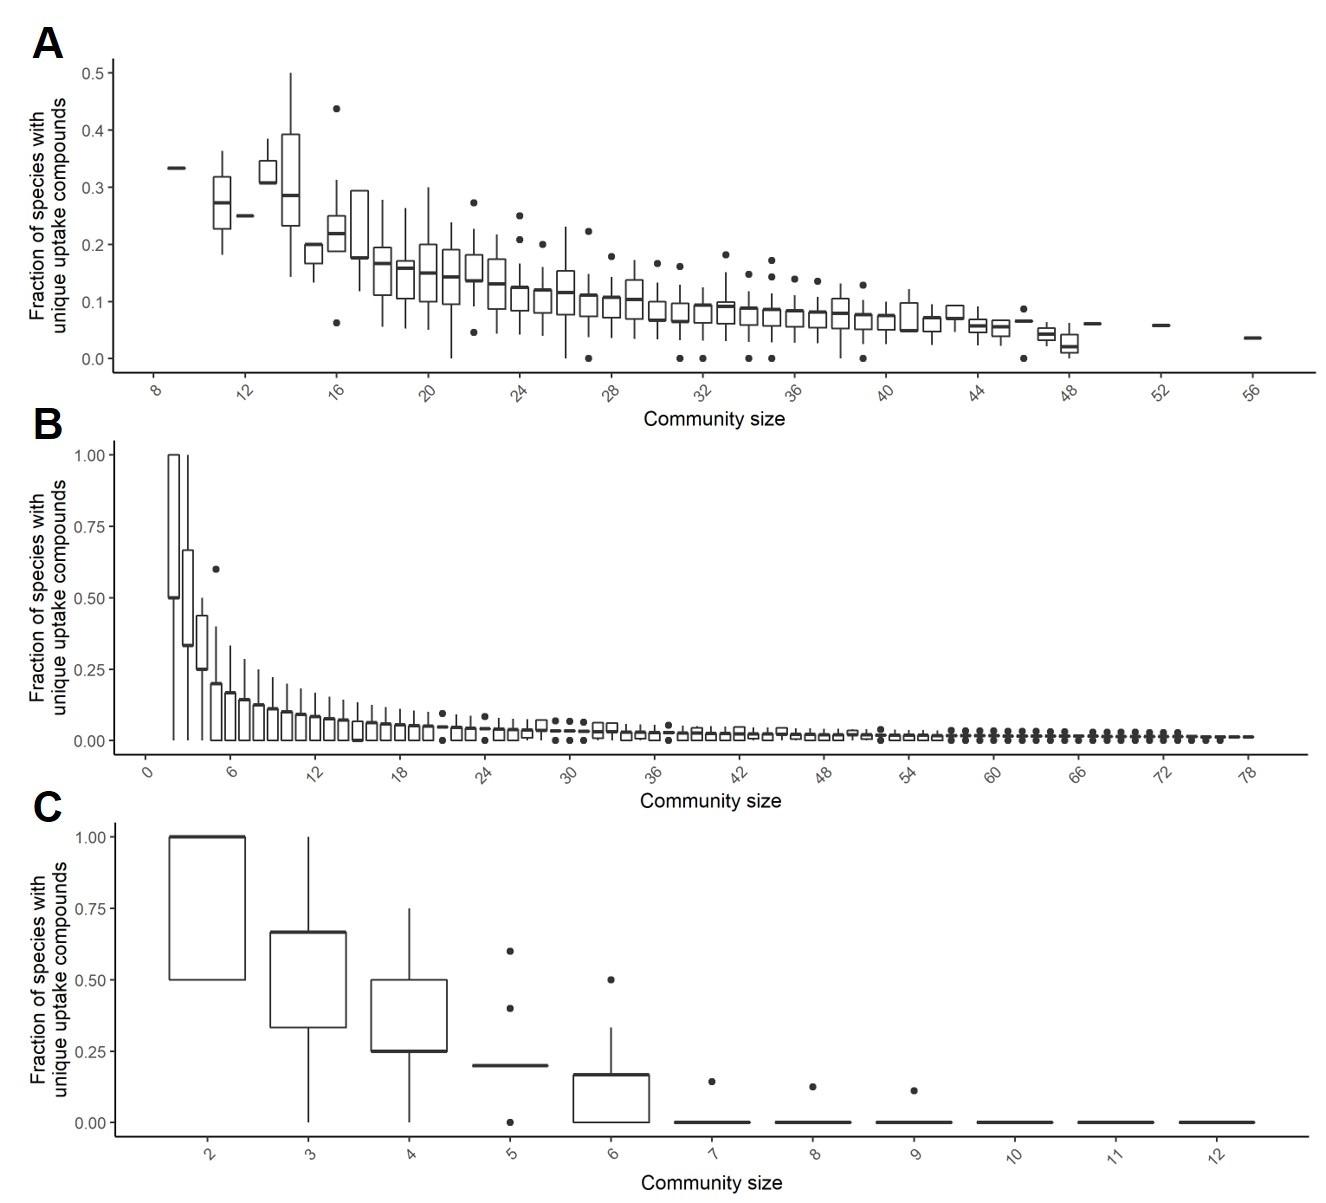 A
Fraction of species with
unique uptake compounds
0.5
0.4
0.3
0.2
0.1
0.0
8 12 16 20 24 28 32 36 40 44 48 52 56
Community size
B
Fraction of species with
unique uptake compounds
1.00
0.75
0.50
0.25
0.00
0 6 12 18 24 30 36 42 48 54 60 66 72 78
Community size
C
Fraction of species with
unique uptake compounds
1.00
0.75
0.50
0.25
0.00
2 3 4 5 6 7 8 9 10 11 12
Community size